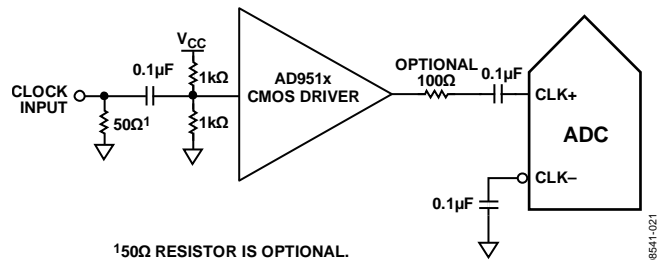 VCC
0.1µF
1kΩ
CLOCK
INPUT
50Ω1
1kΩ
AD951x
CMOS DRIVER
OPTIONAL
100Ω
0.1µF
CLK+
ADC
CLK–
0.1µF
150Ω RESISTOR IS OPTIONAL.
08541-021